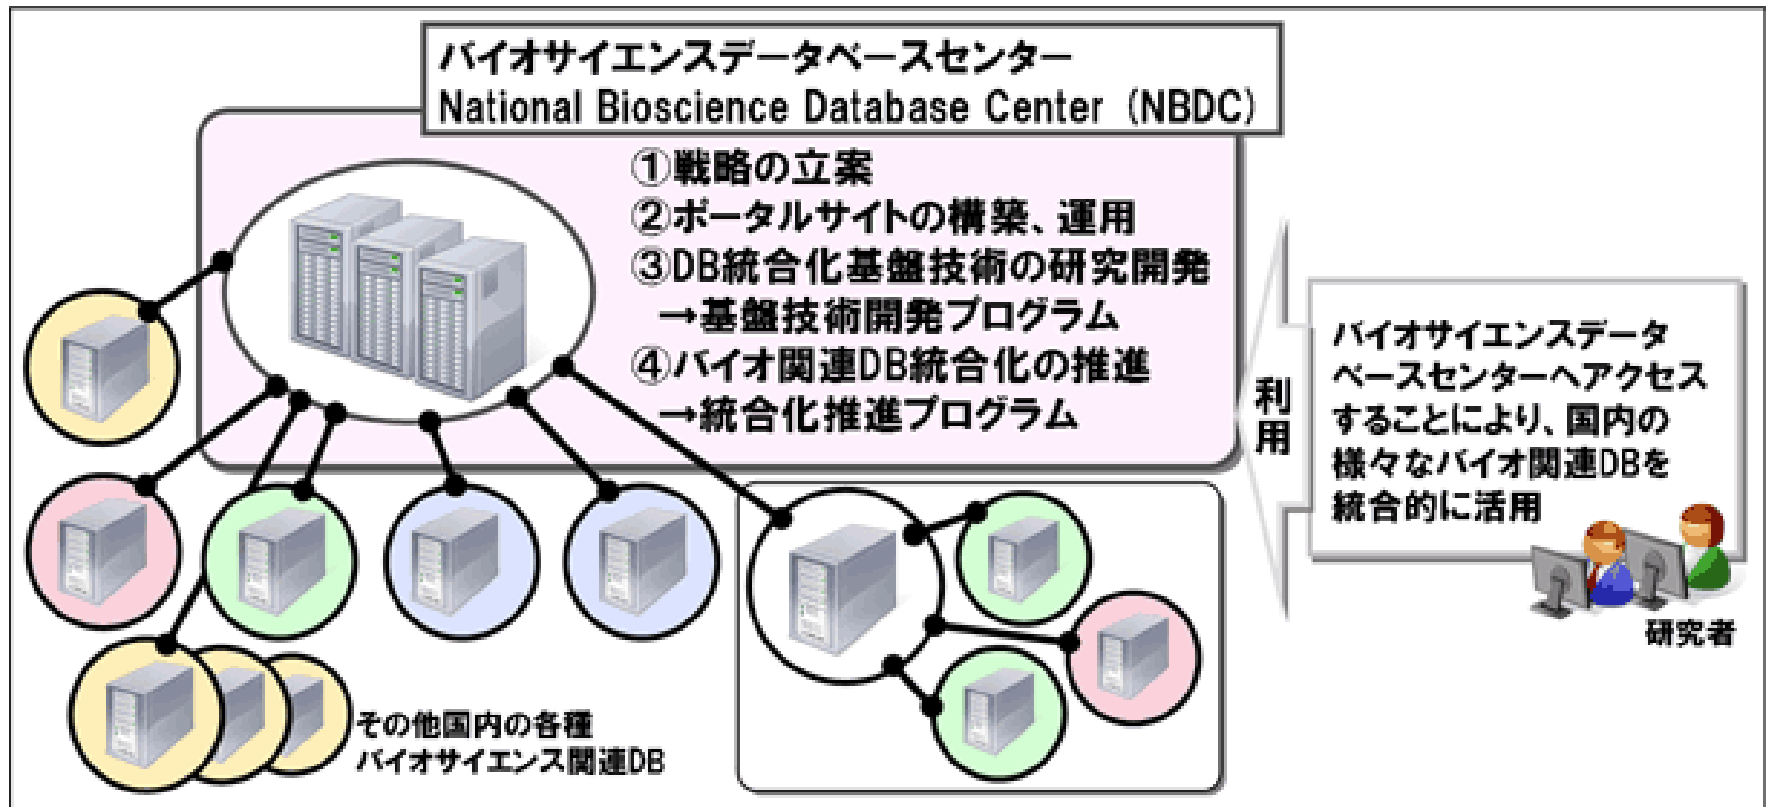 バイオサイエンスデータベースセンター
National Bioscience Database Center (NBDC)
①戦略の立案
②ポータルサイトの構築、運用
③DB統合化基盤技術の研究開発
→基盤技術開発プログラム
④バイオ関連DB統合化の推進
→統合化推進プログラム
利用
バイオサイエンスデータ
ベースセンターへアクセス
することにより、国内の
様々なバイオ関連DBを
統合的に活用
研究者
その他国内の各種
バイオサイエンス関連DB